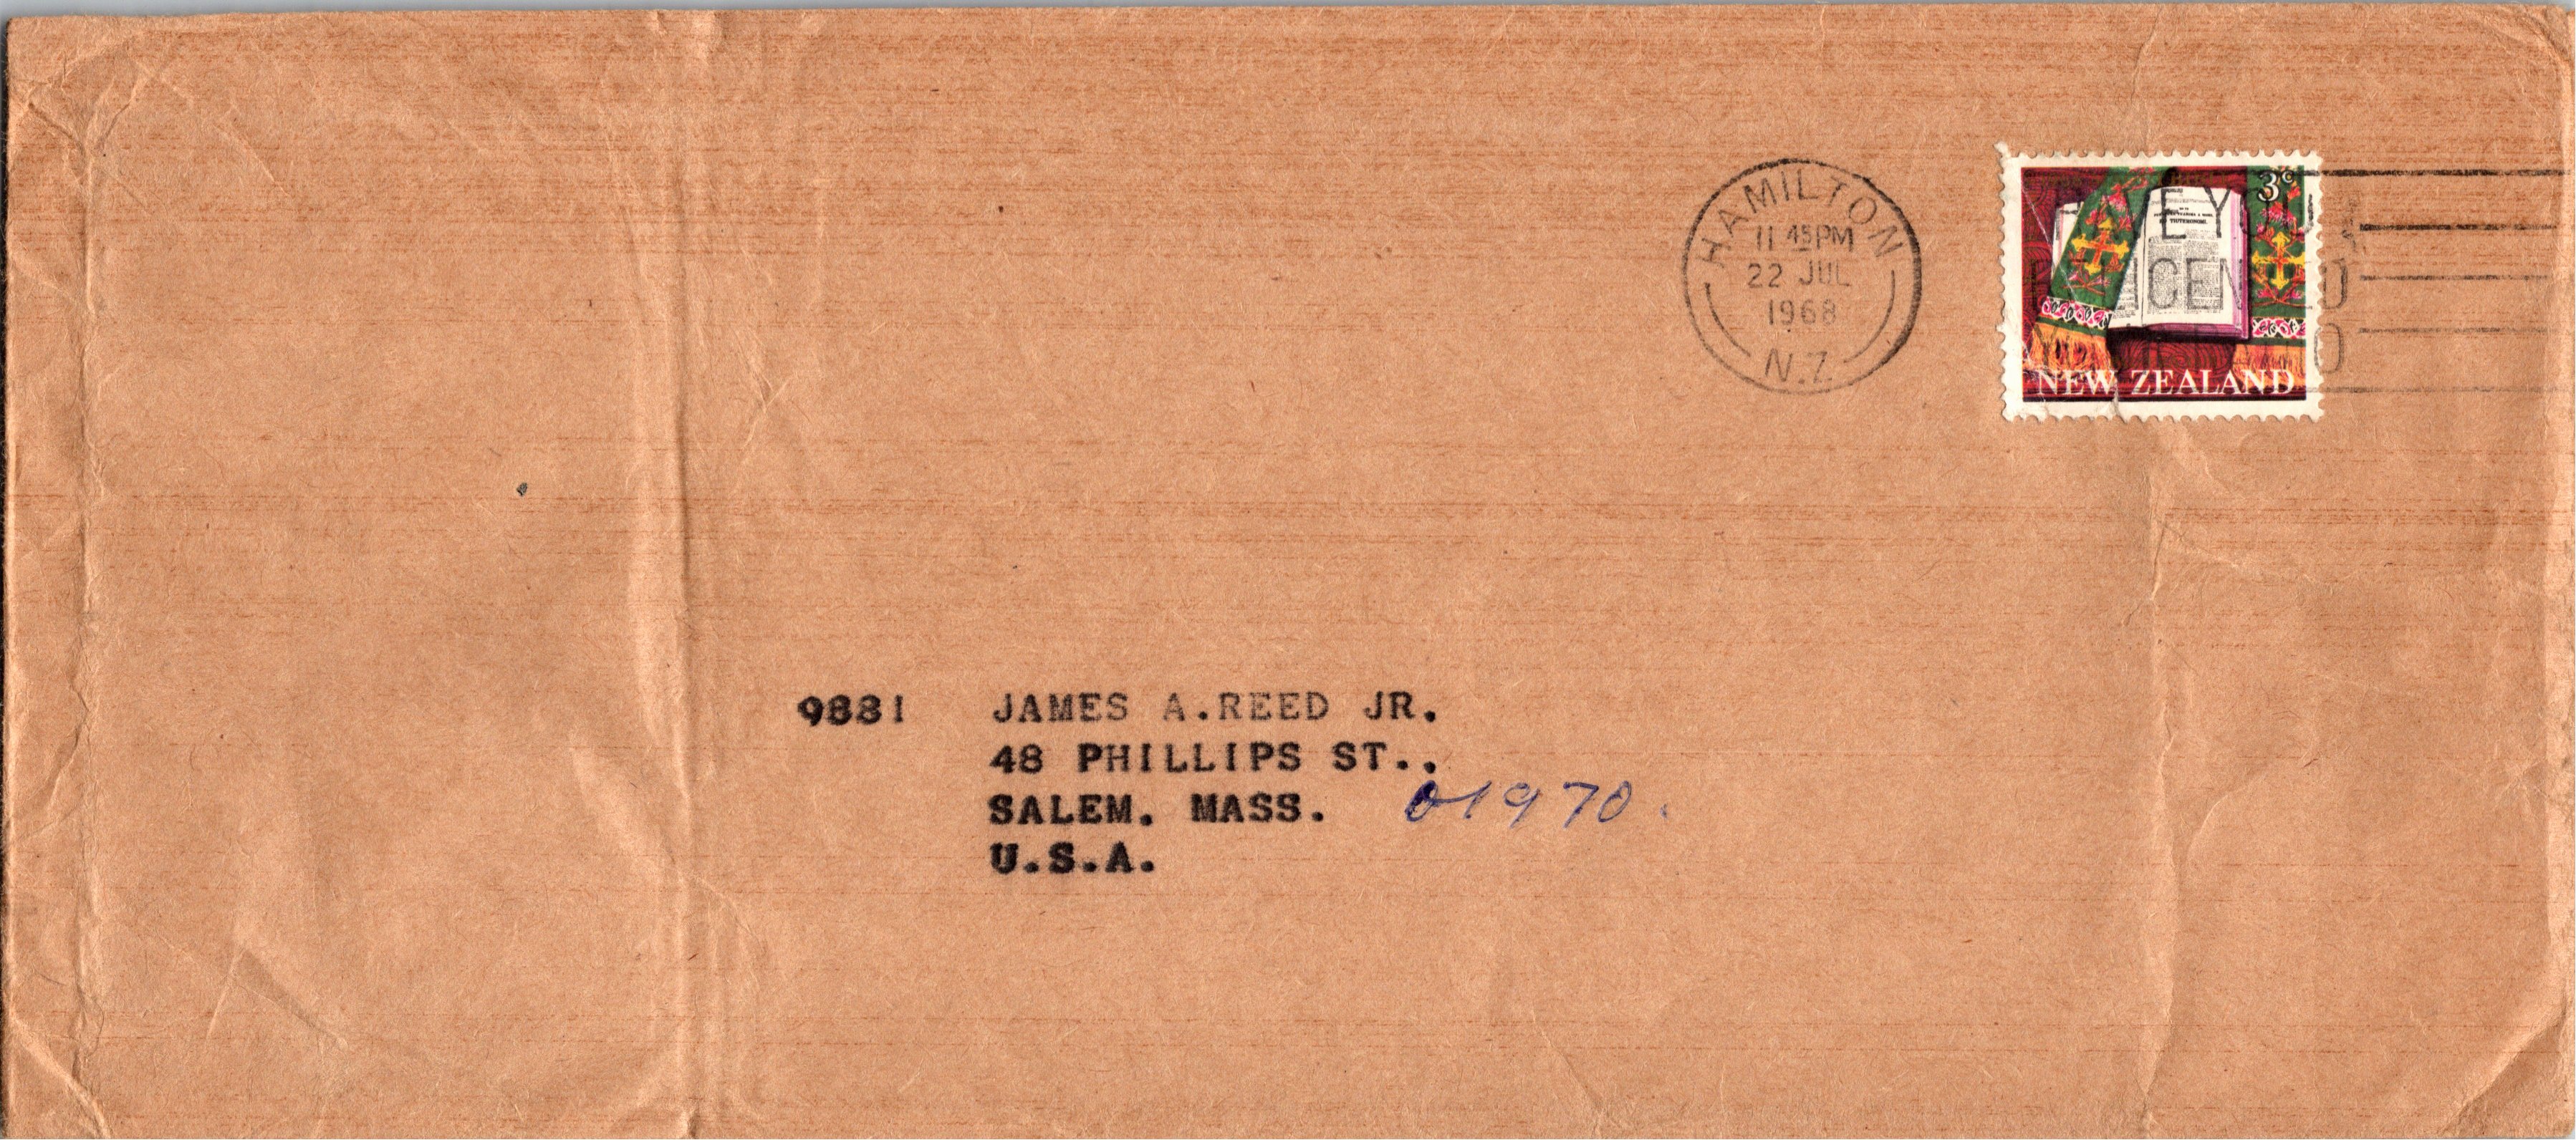 HAMILTON
11 45PM
22 JUL
1968
N.Z.
3c
NEW ZEALAND
9881 JAMES A.REED JR.
48 PHILLIPS ST.,
SALEM. MASS. 01970.
U.S.A.